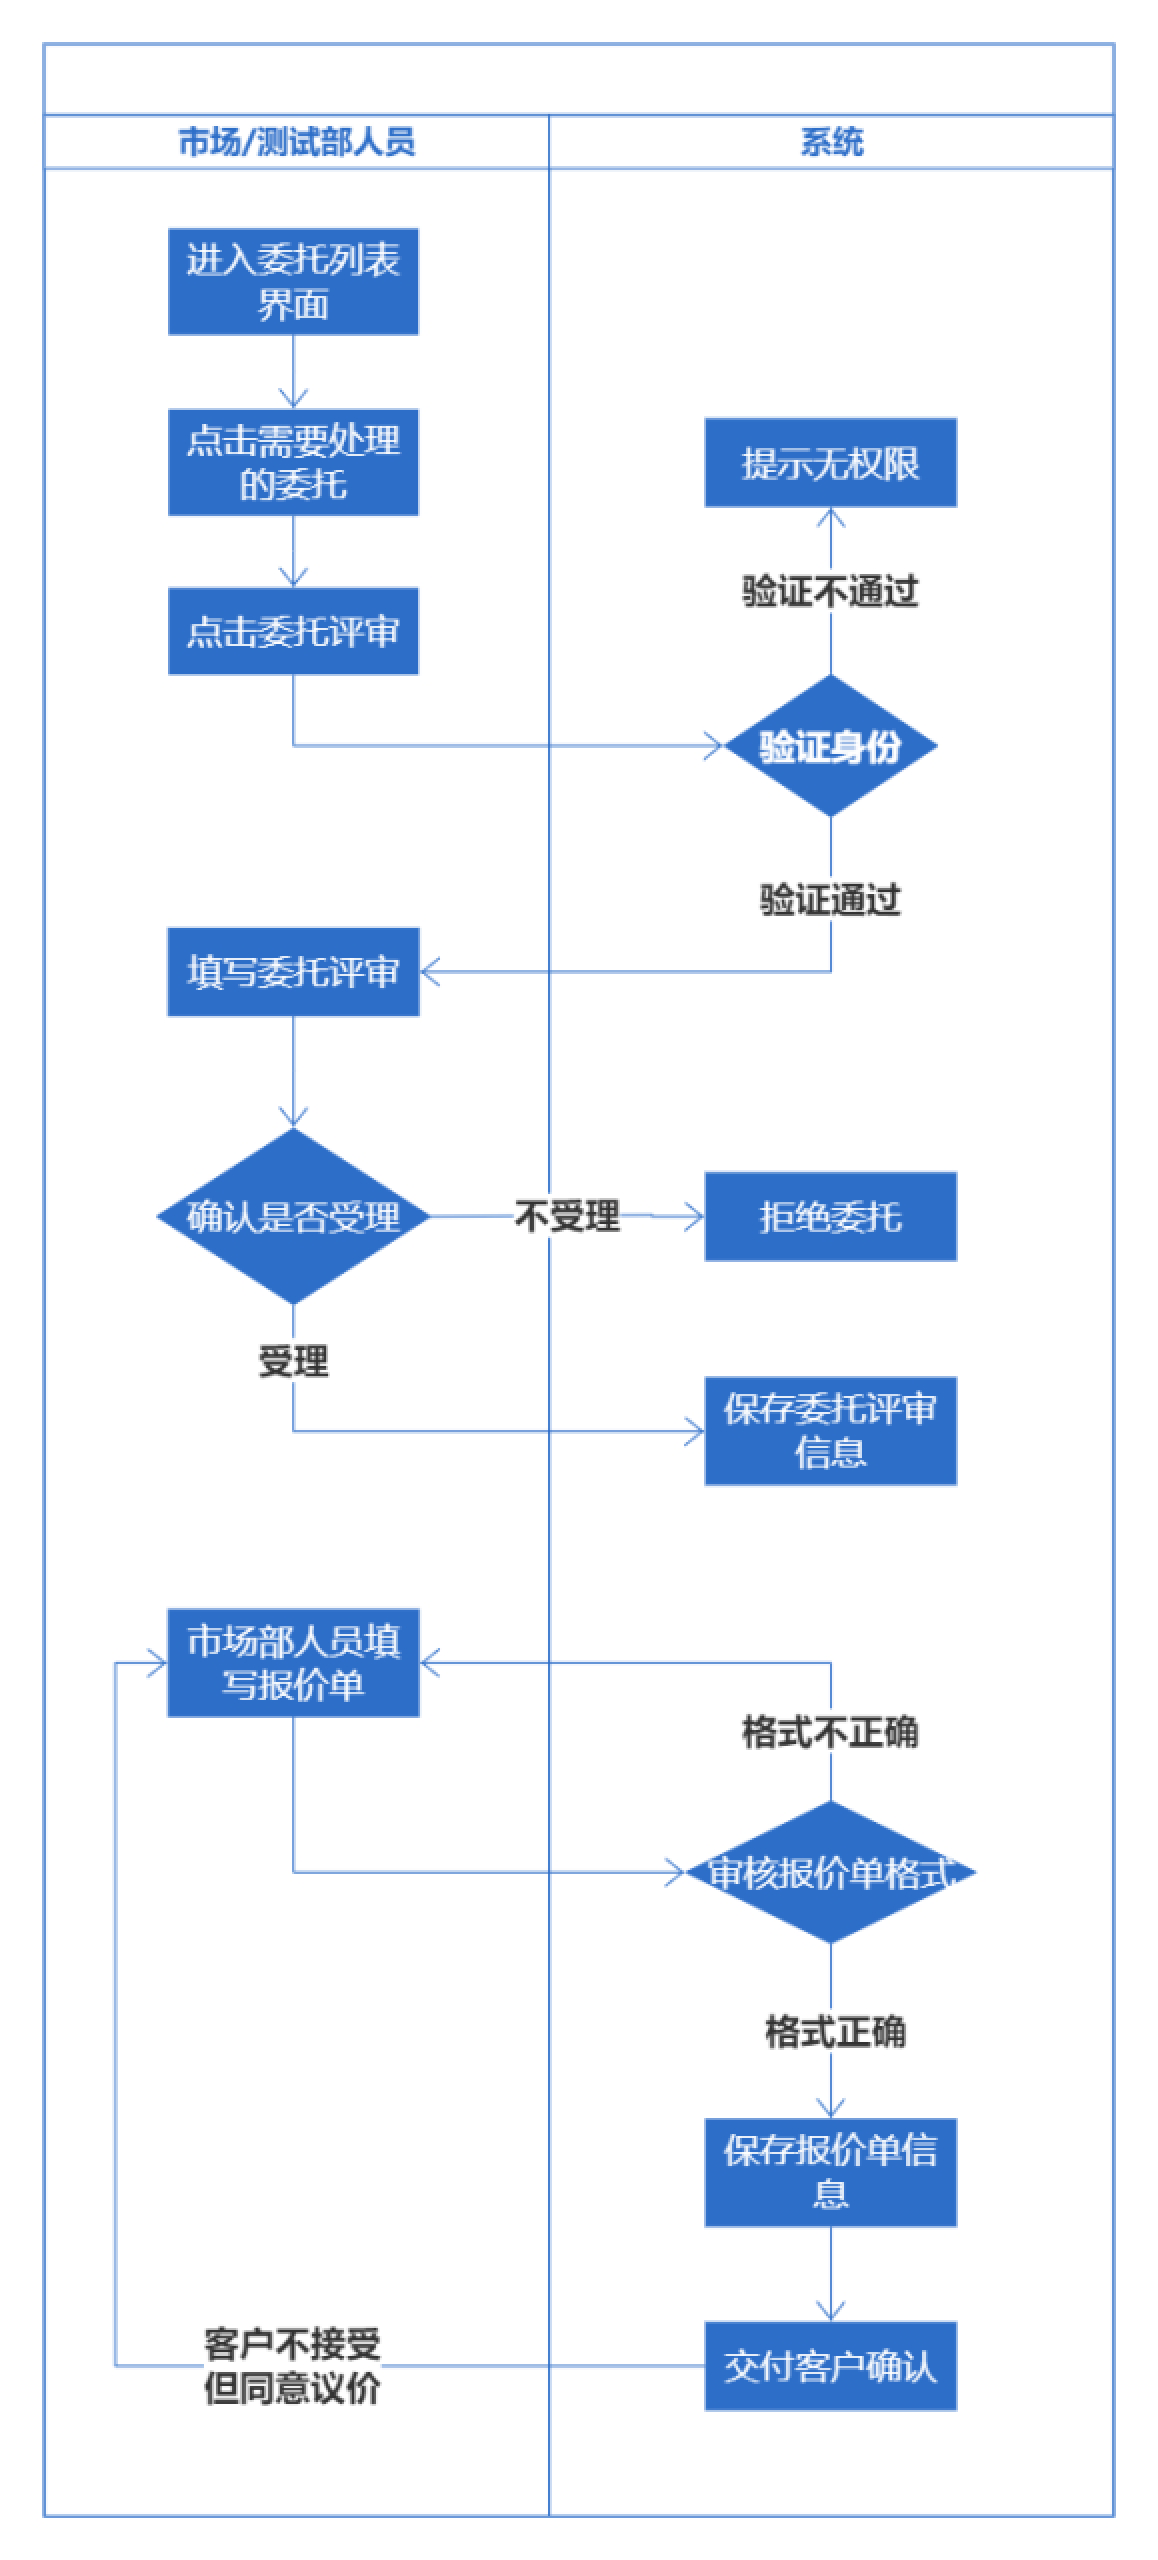 市场/测试部人员
系统
进入委托列表
界面
点击需要处理
的委托
提示无权限
验证不通过
点击委托评审
验证身份
验证通过
填写委托评审
确认是否受理
不受理
拒绝委托
受理
保存委托评审
信息
市场部人员填
写报价单
格式不正确
审核报价单格式
格式正确
保存报价单信
息
交付客户确认
客户不接受
但同意议价